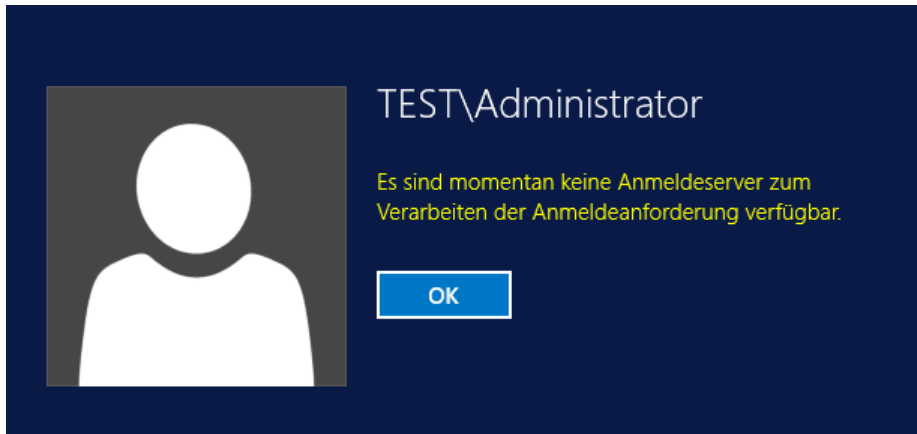 TEST\Administrator
Es sind momentan keine Anmeldeserver zum
Verarbeiten der Anmeldeanforderung verfügbar.
OK